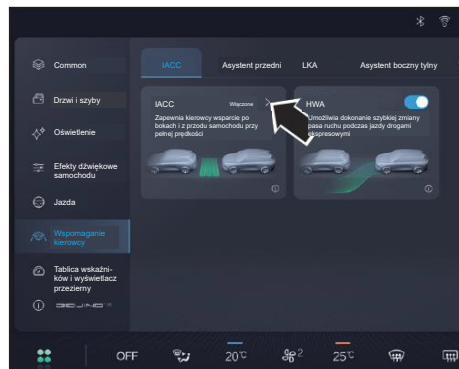 Common
Drzwi i szyby
Oświetlenie
Efekty dźwiękowe
samochodu
Jazda
Wspomaganie
kierowcy
Tablica wskaźni-
ków i wyświetlacz
przezierny
IACC
Asystent przedni
LKA
Asystent boczny tylny
IACC
Włączone
Zapewnia kierowcy wsparcie po
bokach i z przodu samochodu przy
pełnej prędkości
HWA
Umożliwia dokonanie szybkiej zmiany
pasa ruchu podczas jazdy drogami
ekspresowymi
OFF
20°C
2
25°C